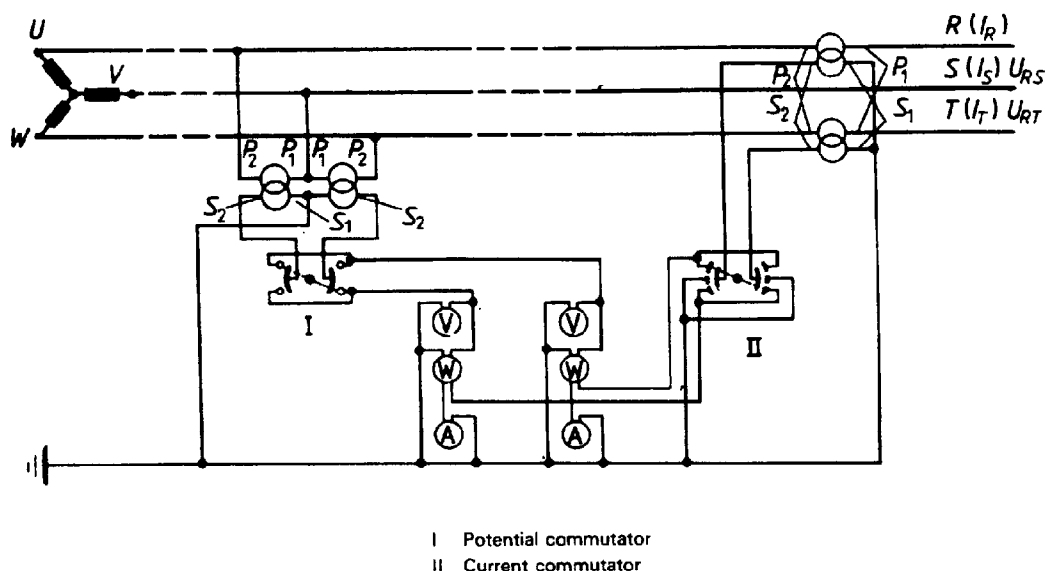 U
R (I_R)
V
P₂ P₁ S (I_S) U_RS
W
S₂ S₁ T (I_T) U_RT
P₂ P₁ P₁ P₂
S₂ S₁ S₂
I
II
V V
W W
A A
I Potential commutator
II Current commutator